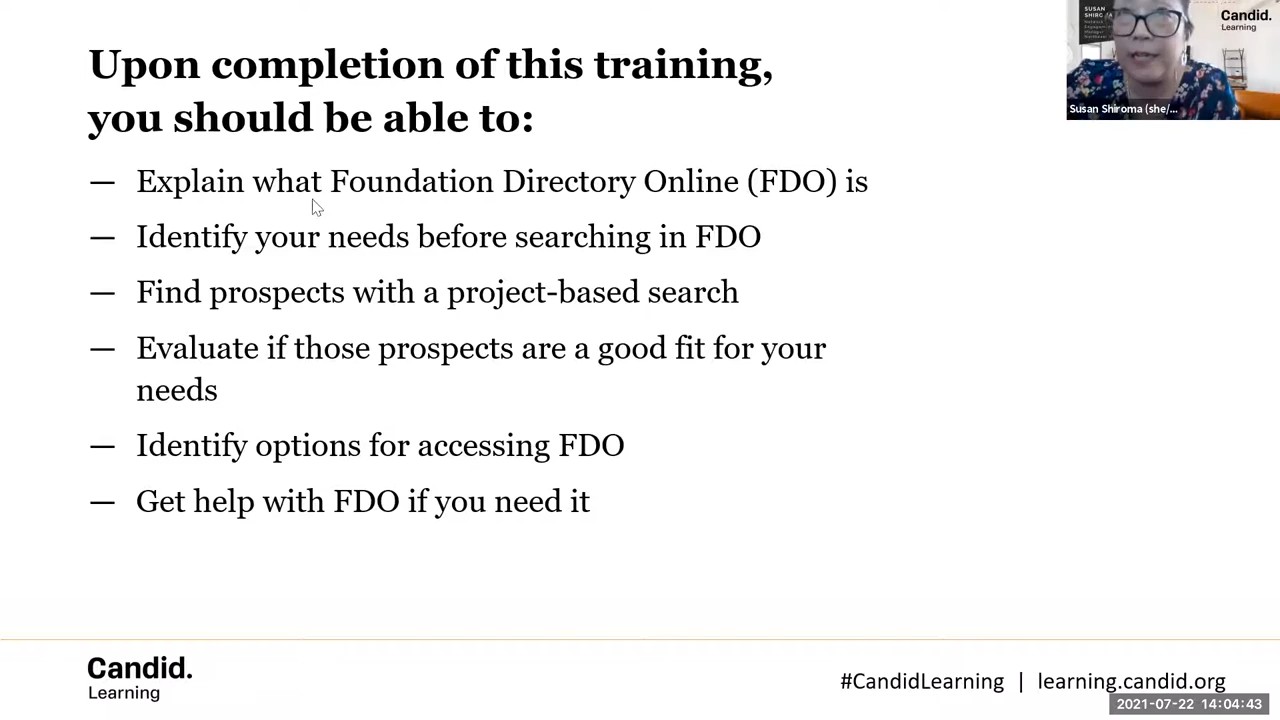 Upon completion of this training,
you should be able to:
— Explain what Foundation Directory Online (FDO) is
— Identify your needs before searching in FDO
— Find prospects with a project-based search
— Evaluate if those prospects are a good fit for your
needs
— Identify options for accessing FDO
— Get help with FDO if you need it
SUSAN
Candid.
Learning
Susan Shiroma (she/...
Candid.
Learning
#CandidLearning | learning.candid.org
2021-07-22 14:04:43